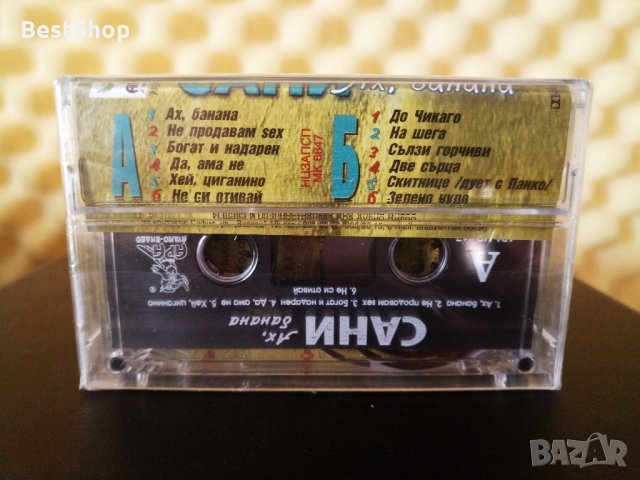 BestShop
САНИ Ах! банана
А
1 Ах, банана
2 Не продавам sex
3 Богат и надарен
4 Да, ама не
5 Хей, циганино
6 Не си отивай
НЦЗАПСП
МК 6647
Б
1 До Чикаго
2 На шега
3 Сълзи горчиви
4 Две сърца
5 Скитнице /дует с Панко/
6 Зелено чудо
А
1. Ах, банана 2. Не продавам sex 3. Богат и надарен 4. Да, ама не 5. Хей, циганино
6. Не си отивай
САНИ
Ах,
банана
BAZAR